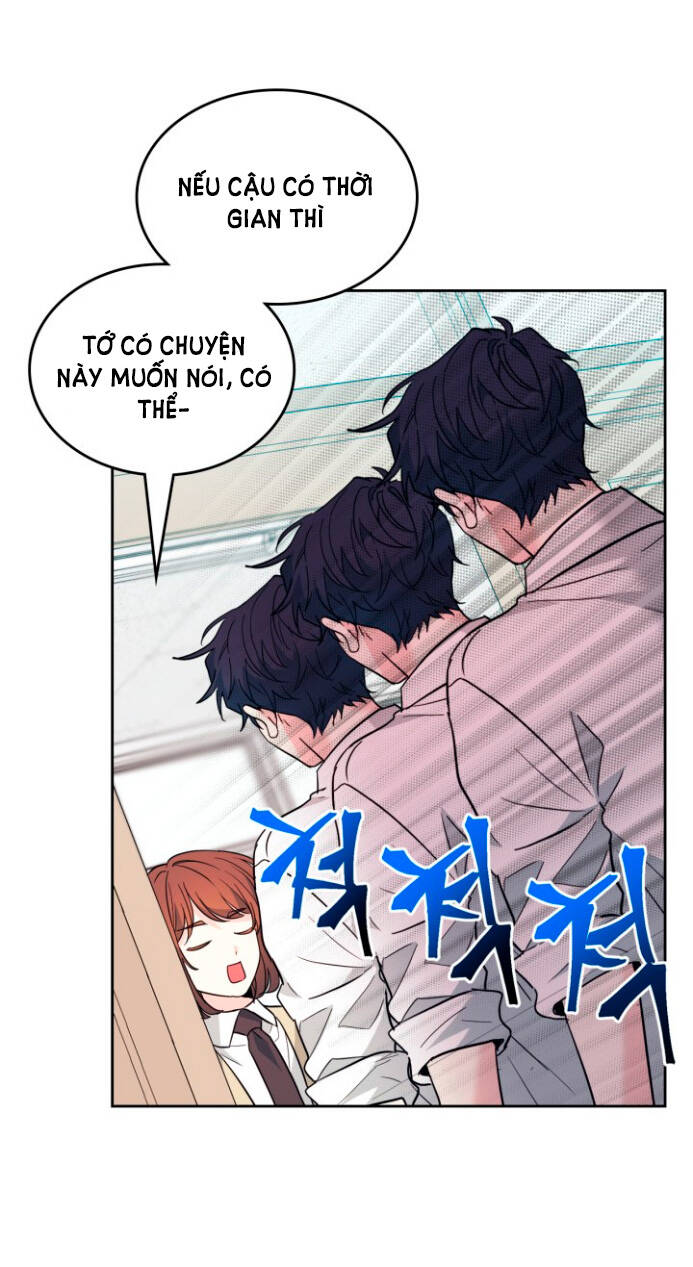 NẾU CẬU CÓ THỜI
GIAN THÌ
TỚ CÓ CHUYỆN
NÀY MUỐN NÓI, CÓ
THỂ-
척 척 척